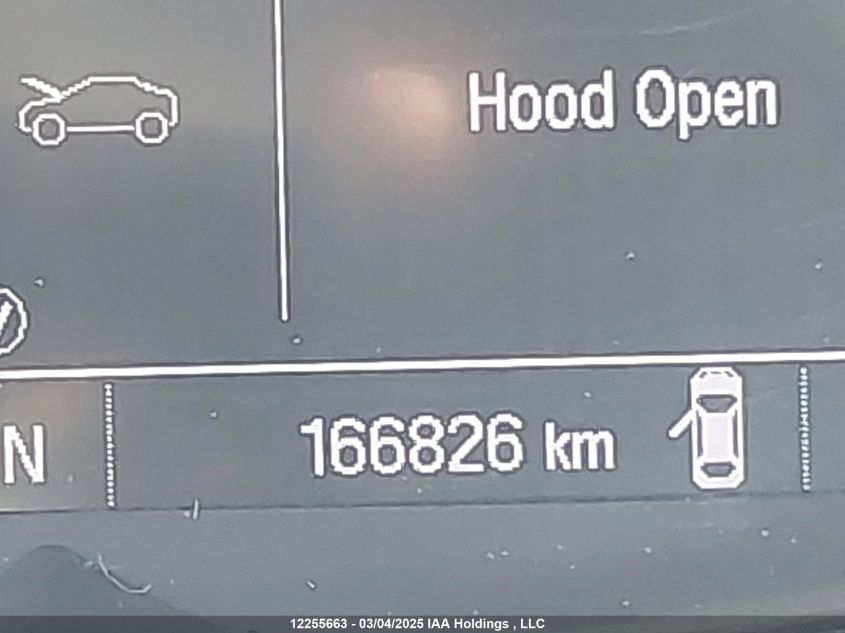 Hood Open
N
166826 km
12255663 - 03/04/2025 IAA Holdings , LLC